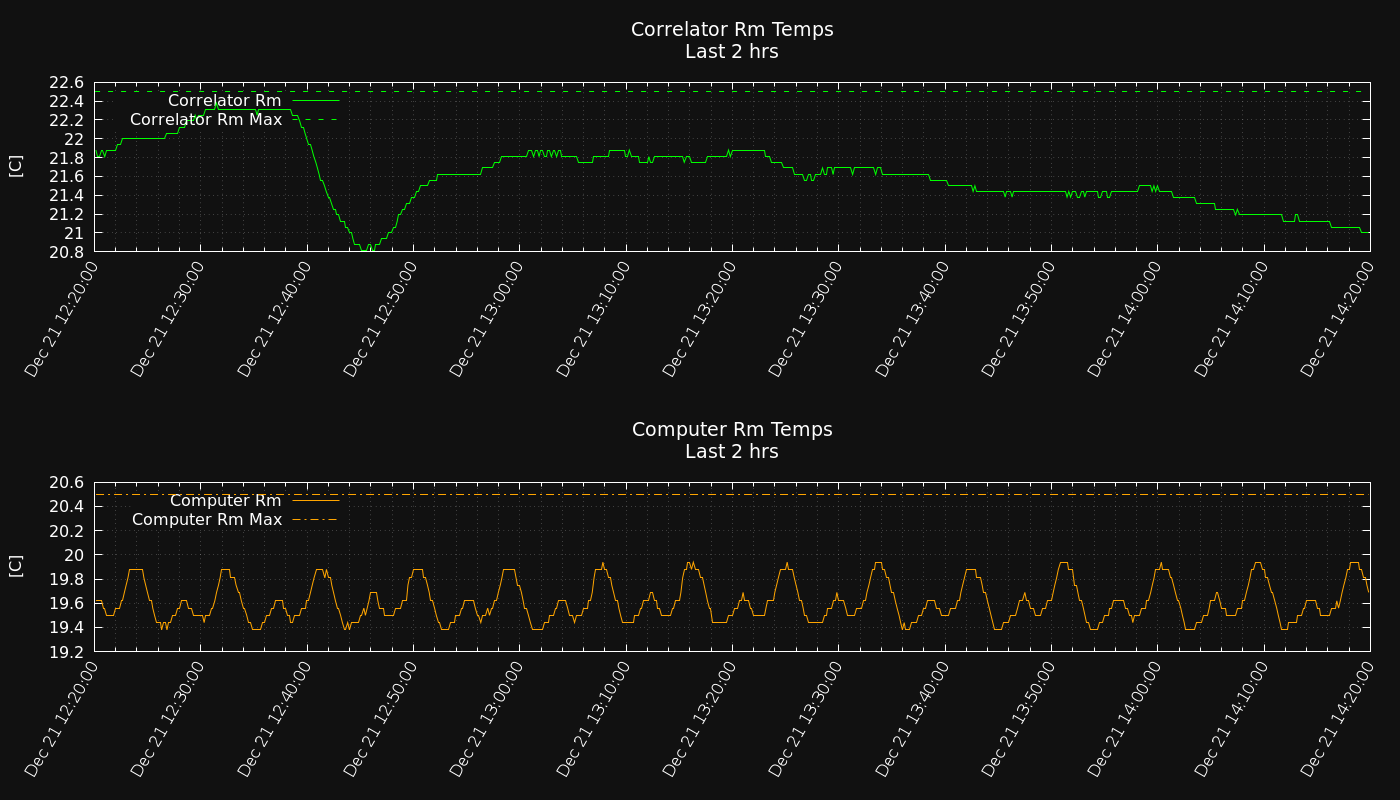 Correlator Rm Temps
Last 2 hrs
[C]
22.6
22.4
22.2
22
21.8
21.6
21.4
21.2
21
20.8
Correlator Rm
Correlator Rm Max
Dec 21 12:20:00
Dec 21 12:30:00
Dec 21 12:40:00
Dec 21 12:50:00
Dec 21 13:00:00
Dec 21 13:10:00
Dec 21 13:20:00
Dec 21 13:30:00
Dec 21 13:40:00
Dec 21 13:50:00
Dec 21 14:00:00
Dec 21 14:10:00
Dec 21 14:20:00
Computer Rm Temps
Last 2 hrs
[C]
20.6
20.4
20.2
20
19.8
19.6
19.4
19.2
Computer Rm
Computer Rm Max
Dec 21 12:20:00
Dec 21 12:30:00
Dec 21 12:40:00
Dec 21 12:50:00
Dec 21 13:00:00
Dec 21 13:10:00
Dec 21 13:20:00
Dec 21 13:30:00
Dec 21 13:40:00
Dec 21 13:50:00
Dec 21 14:00:00
Dec 21 14:10:00
Dec 21 14:20:00